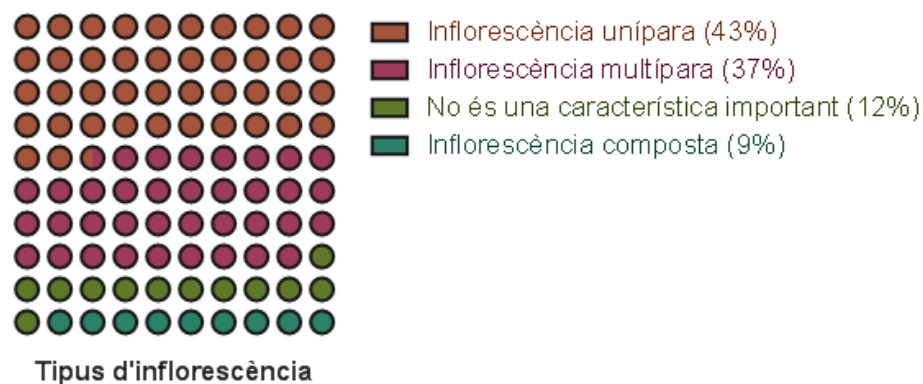 Inflorescència unípara (43%)
Inflorescència multípara (37%)
No és una característica important (12%)
Inflorescència composta (9%)
Tipus d'inflorescència